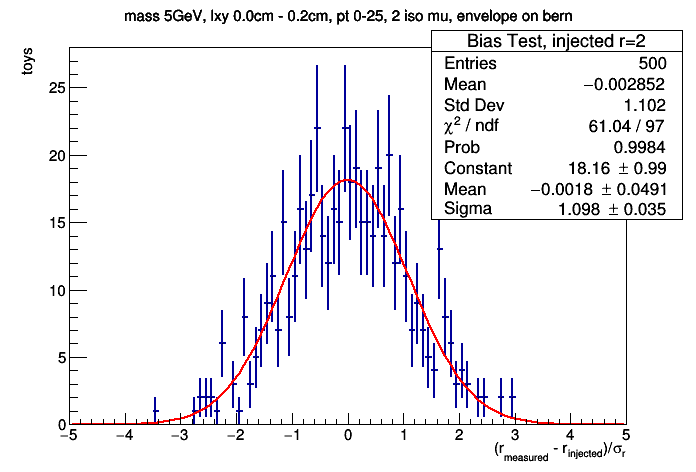 mass 5GeV, lxy 0.0cm - 0.2cm, pt 0-25, 2 iso mu, envelope on bern
toys
Bias Test, injected r=2
Entries 500
Mean −0.002852
Std Dev 1.102
χ² / ndf 61.04 / 97
Prob 0.9984
Constant 18.16 ± 0.99
Mean −0.0018 ± 0.0491
Sigma 1.098 ± 0.035
25
20
15
10
5
0
−5 −4 −3 −2 −1 0 1 2 3 4 5
(r_measured - r_injected)/σ_r